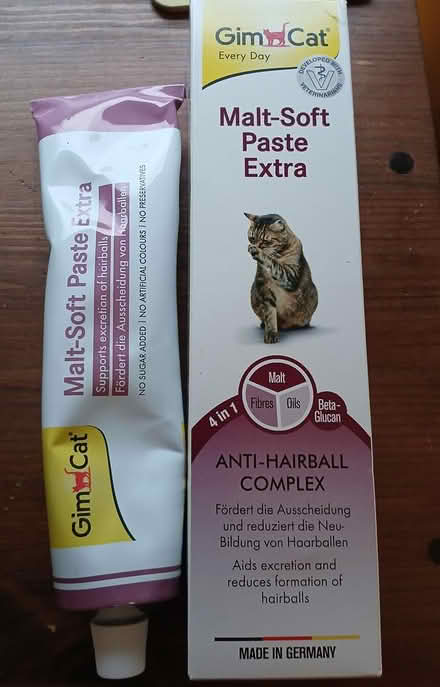 GimCat®
Every Day
DEVELOPED WITH
VETERINARIANS
Malt-Soft
Paste
Extra
4 in 1
Malt
Fibres
Oils
Beta-
Glucan
ANTI-HAIRBALL
COMPLEX
Fördert die Ausscheidung
und reduziert die Neu-
Bildung von Haarballen
Aids excretion and
reduces formation of
hairballs
MADE IN GERMANY
GimCat®
Malt-Soft Paste Extra
Supports excretion of hairballs
Fördert die Ausscheidung von Haarballen
NO SUGAR ADDED | NO ARTIFICIAL COLOURS | NO PRESERVATIVES